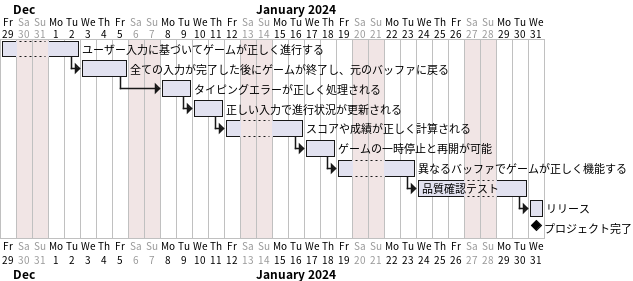 Dec January 2024
Fr Sa Su Mo Tu We Th Fr Sa Su Mo Tu We Th Fr Sa Su Mo Tu We Th Fr Sa Su Mo Tu We Th Fr Sa Su Mo Tu We
29 30 31 1 2 3 4 5 6 7 8 9 10 11 12 13 14 15 16 17 18 19 20 21 22 23 24 25 26 27 28 29 30 31
ユーザー入力に基づいてゲームが正しく進行する
全ての入力が完了した後にゲームが終了し、元のバッファに戻る
タイピングエラーが正しく処理される
正しい入力で進行状況が更新される
スコアや成績が正しく計算される
ゲームの一時停止と再開が可能
異なるバッファでゲームが正しく機能する
品質確認テスト
リリース
プロジェクト完了
Fr Sa Su Mo Tu We Th Fr Sa Su Mo Tu We Th Fr Sa Su Mo Tu We Th Fr Sa Su Mo Tu We Th Fr Sa Su Mo Tu We
29 30 31 1 2 3 4 5 6 7 8 9 10 11 12 13 14 15 16 17 18 19 20 21 22 23 24 25 26 27 28 29 30 31
Dec January 2024